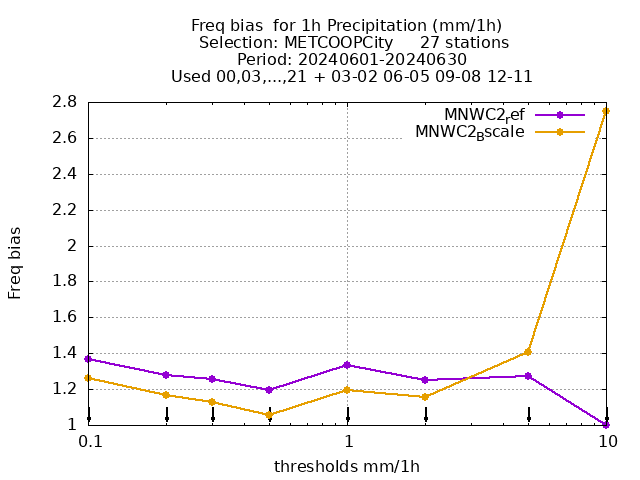 Freq bias  for 1h Precipitation (mm/1h)
Selection: METCOOPCity     27 stations
Period: 20240601-20240630
Used 00,03,...,21 + 03-02 06-05 09-08 12-11
MNWC2_ref
MNWC2_Bscale
2.8
2.6
2.4
2.2
2
1.8
1.6
1.4
1.2
1
Freq bias
0.1 1 10
thresholds mm/1h